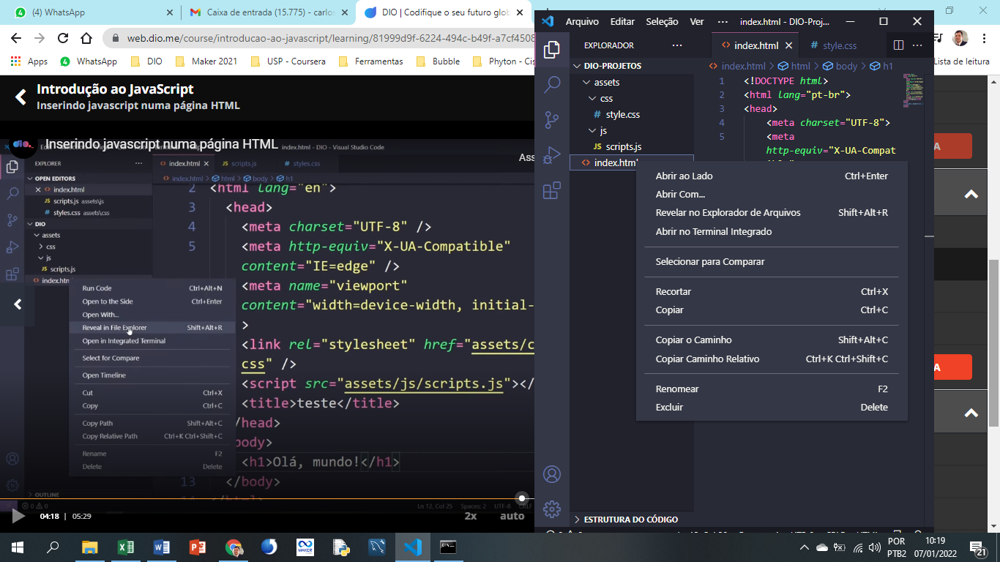 (4) WhatsApp
Caixa de entrada (15.775) - carlos
DIO | Codifique o seu futuro glob
web.dio.me/course/introducao-ao-javascript/learning/81999d9f-6224-494c-b49f-a7cf4508
Apps
WhatsApp
DIO
Maker 2021
USP - Coursera
Ferramentas
Bubble
Phyton - Cis
Lista de leitura
Introdução ao JavaScript
Inserindo javascript numa página HTML
Inserindo javascript numa página HTML
index.html - DIO - Visual Studio Code
Ass
EXPLORER
index.html
scripts.js
styles.css
index.html > html > body > h1
OPEN EDITORS
index.html
scripts.js assets\js
styles.css assets\css
DIO
assets
css
js
scripts.js
index.html
Run Code Ctrl+Alt+N
Open to the Side Ctrl+Enter
Open With...
Reveal in File Explorer Shift+Alt+R
Open in Integrated Terminal
Select for Compare
Open Timeline
Cut Ctrl+X
Copy Ctrl+C
Copy Path Shift+Alt+C
Copy Relative Path Ctrl+K Ctrl+Shift+C
Rename F2
Delete Delete
OUTLINE
2 <html lang="en">
3 <head>
4 <meta charset="UTF-8" />
5 <meta http-equiv="X-UA-Compatible"
content="IE=edge" />
<meta name="viewport"
content="width=device-width, initial-
>
<link rel="stylesheet" href="assets/c
css" />
<script src="assets/js/scripts.js"></
<title>teste</title>
/head>
body>
<h1>Olá, mundo!</h1>
13 </body>
0 0
Ln 12, Col 25 Spaces: 2 UTF-8 CRLF
04:18 05:29
2x
auto
Arquivo Editar Seleção Ver ··· index.html - DIO-Proj...
EXPLORADOR
index.html
style.css
DIO-PROJETOS
assets
css
style.css
js
scripts.js
index.html
index.html > html > body > h1
1 <!DOCTYPE html>
2 <html lang="pt-br">
3 <head>
4 <meta charset="UTF-8">
5 <meta
http-equiv="X-UA-Compat
Abrir ao Lado Ctrl+Enter
Abrir Com...
Revelar no Explorador de Arquivos Shift+Alt+R
Abrir no Terminal Integrado
Selecionar para Comparar
Recortar Ctrl+X
Copiar Ctrl+C
Copiar o Caminho Shift+Alt+C
Copiar Caminho Relativo Ctrl+K Ctrl+Shift+C
Renomear F2
Excluir Delete
ESTRUTURA DO CÓDIGO
A
A
POR
PTB2
10:19
07/01/2022
21